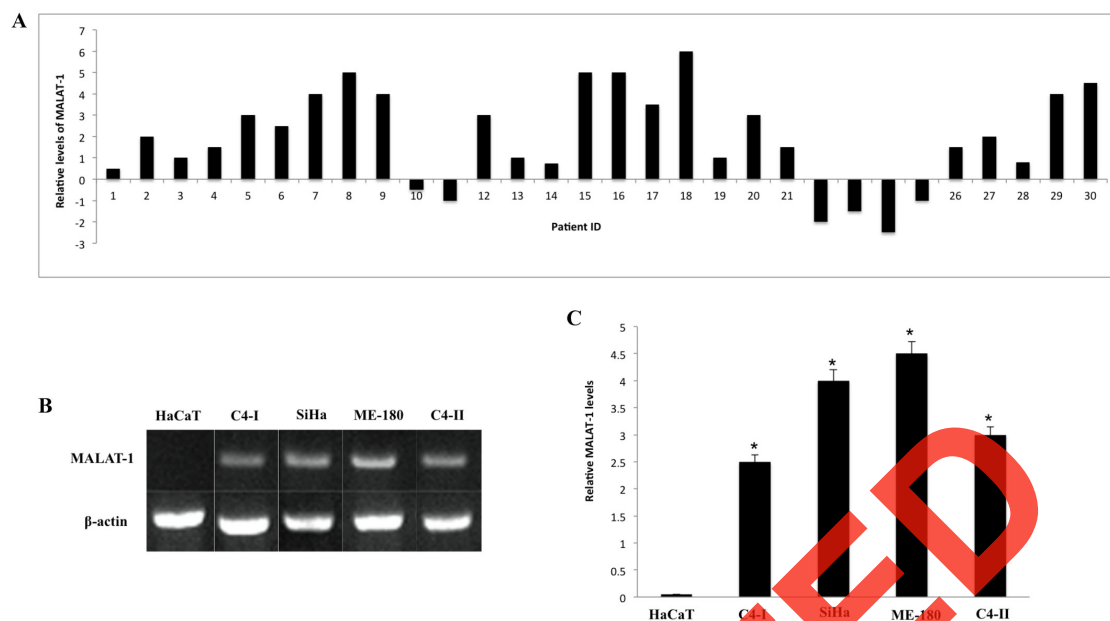 A
Relative levels of MALAT-1
7
6
5
4
3
2
1
0
-1
-2
-3
1 2 3 4 5 6 7 8 9 10 12 13 14 15 16 17 18 19 20 21 26 27 28 29 30
Patient ID
B
HaCaT C4-I SiHa ME-180 C4-II
MALAT-1
β-actin
C
Relative MALAT-1 levels
5
4.5
4
3.5
3
2.5
2
1.5
1
0.5
0
* * * *
HaCaT C4-I SiHa ME-180 C4-II
ED